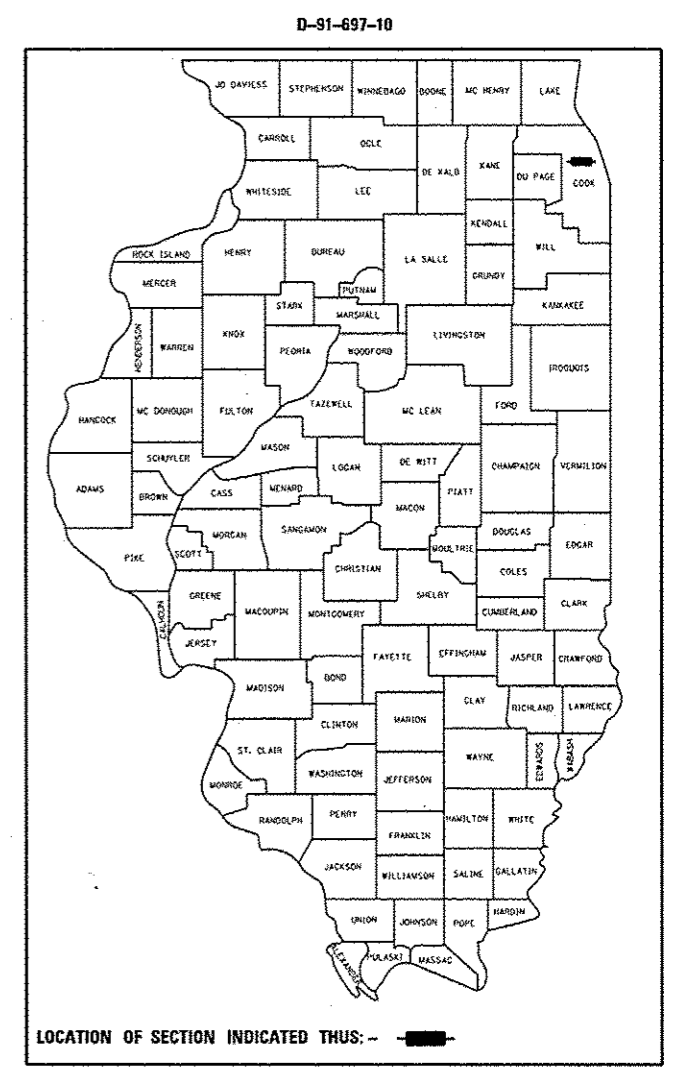 D-91-697-10
JO DAVIESS STEPHENSON WINNEBAGO BOONE MC HENRY LAKE
CARROLL OGLE
DE KALB KANE DU PAGE COOK
WHITESIDE LEE
KENDALL
ROCK ISLAND HENRY BUREAU LA SALLE GRUNDY WILL
MERCER PUTNAM
STARK MARSHALL KANKAKEE
HENDERSON WARREN KNOX PEORIA WOODFORD LIVINGSTON IROQUOIS
HANCOCK MC DONOUGH FULTON TAZEWELL MC LEAN FORD
SCHUYLER MASON LOGAN DE WITT CHAMPAIGN VERMILION
ADAMS BROWN CASS MENARD PIATT
MACON
PIKE SCOTT MORGAN SANGAMON MOULTRIE DOUGLAS EDGAR
CHRISTIAN COLES
CALHOUN GREENE MACOUPIN MONTGOMERY SHELBY CUMBERLAND CLARK
JERSEY FAYETTE EFFINGHAM JASPER CRAWFORD
MADISON BOND
CLAY RICHLAND LAWRENCE
CLINTON MARION
ST. CLAIR WAYNE EDWARDS WABASH
MONROE WASHINGTON JEFFERSON
RANDOLPH PERRY HAMILTON WHITE
FRANKLIN
JACKSON WILLIAMSON SALINE GALLATIN
UNION JOHNSON POPE HARDIN
ALEXANDER PULASKI MASSAC
LOCATION OF SECTION INDICATED THUS: -